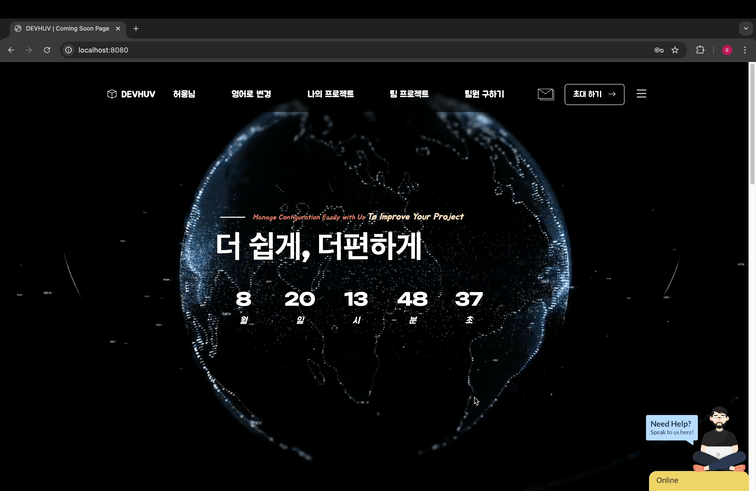 DEVHUV | Coming Soon Page
localhost:8080
DEVHUV 허웅님 영어로 변경 나의 프로젝트 팀 프로젝트 팀원 구하기 초대 하기 →
Manage Configuration Easily with Us To Improve Your Project
더 쉽게, 더편하게
8 20 13 48 37
월 일 시 분 초
Need Help?
Speak to us here!
Online